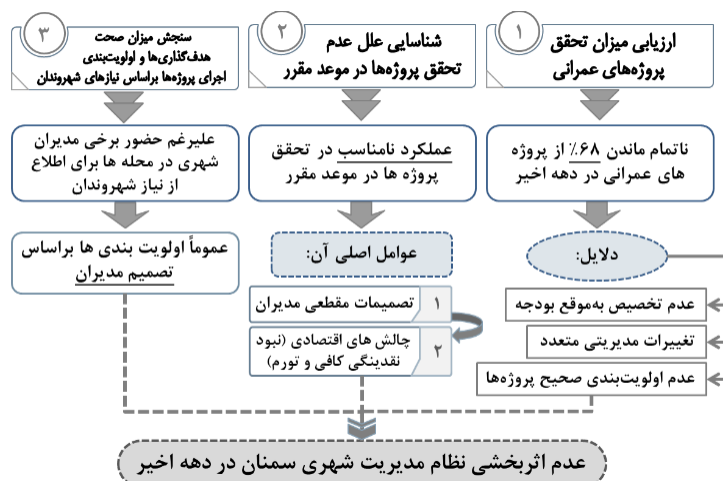 ۱
ارزیابی میزان تحقق
پروژه‌های عمرانی
ناتمام ماندن ۶۸٪ از پروژه
های عمرانی در دهه اخیر
دلایل:
عدم تخصیص به‌موقع بودجه
تغییرات مدیریتی متعدد
عدم اولویت‌بندی صحیح پروژه‌ها
۲
شناسایی علل عدم
تحقق پروژه‌ها در موعد مقرر
عملکرد نامناسب در تحقق
پروژه ها در موعد مقرر
عوامل اصلی آن:
۱ تصمیمات مقطعی مدیران
۲ چالش های اقتصادی (نبود
نقدینگی کافی و تورم)
۳
سنجش میزان صحت
هدف‌گذاری‌ها و اولویت‌بندی
اجرای پروژه‌ها براساس نیازهای شهروندان
علیرغم حضور برخی مدیران
شهری در محله ها برای اطلاع
از نیاز شهروندان
عموماً اولویت بندی ها براساس
تصمیم مدیران
عدم اثربخشی نظام مدیریت شهری سمنان در دهه اخیر